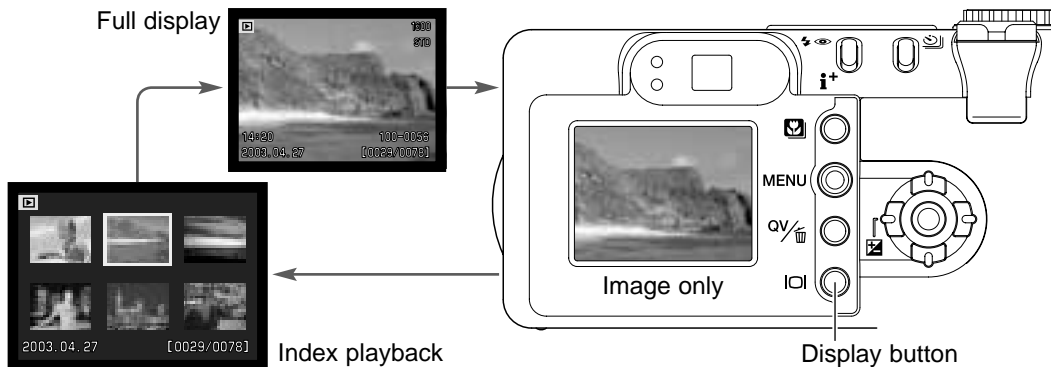 Full display
1600
STD
14:20
100-0056
2003.04.27
[0029/0078]
i+
MENU
QV/
Image only
2003.04.27
[0029/0078]
Index playback
Display button